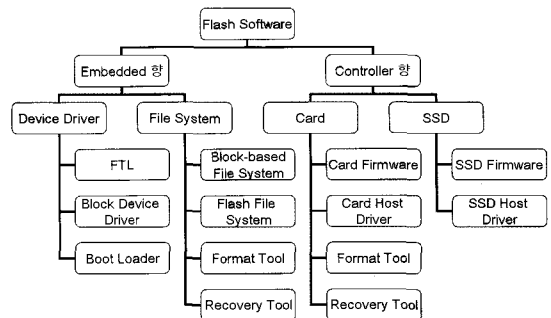 Flash Software
Embedded 향
Controller 향
Device Driver
File System
Card
SSD
FTL
Block Device
Driver
Boot Loader
Block-based
File System
Flash File
System
Format Tool
Recovery Tool
Card Firmware
Card Host
Driver
Format Tool
Recovery Tool
SSD Firmware
SSD Host
Driver